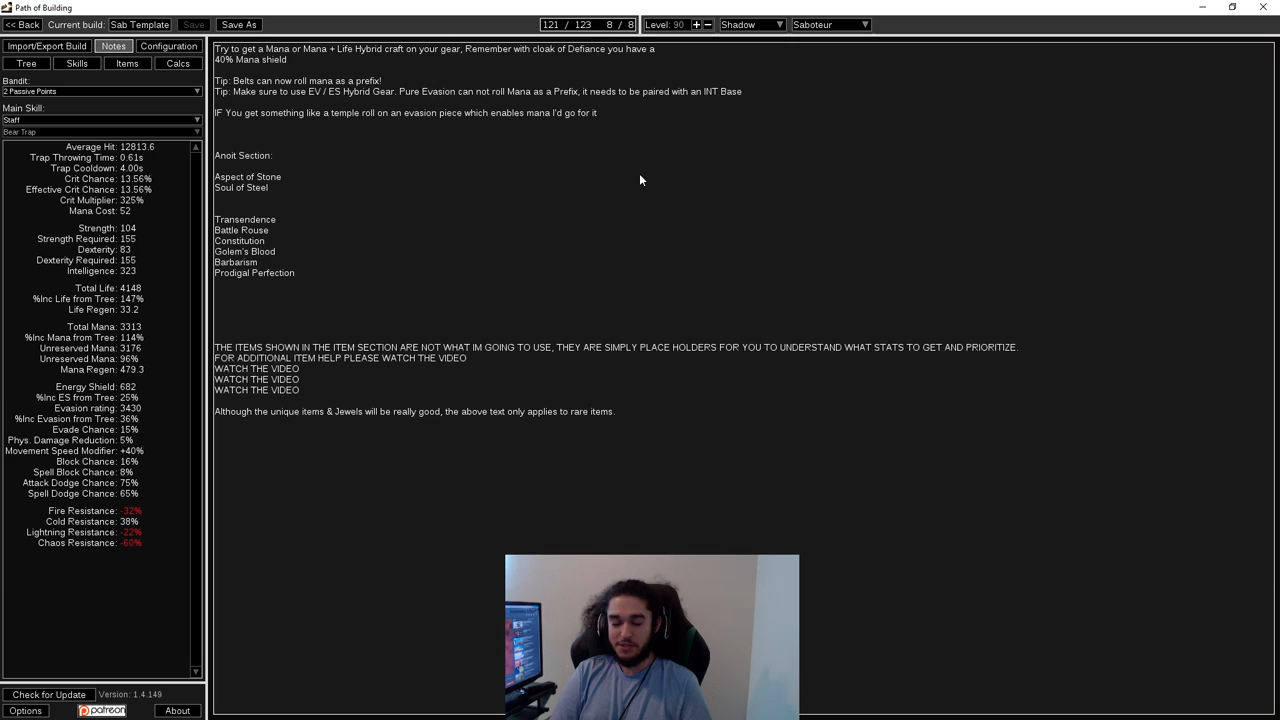 Path of Building
<< Back
Current build:
Sab Template
Save
Save As
121 / 123 8 / 8
Level: 90
+
-
Shadow
Saboteur
Import/Export Build
Notes
Configuration
Tree
Skills
Items
Calcs
Bandit:
2 Passive Points
Main Skill:
Staff
Bear Trap
Average Hit: 12813.6
Trap Throwing Time: 0.61s
Trap Cooldown: 4.00s
Crit Chance: 13.56%
Effective Crit Chance: 13.56%
Crit Multiplier: 325%
Mana Cost: 52
Strength: 104
Strength Required: 155
Dexterity: 83
Dexterity Required: 155
Intelligence: 323
Total Life: 4148
%Inc Life from Tree: 147%
Life Regen: 33.2
Total Mana: 3313
%Inc Mana from Tree: 114%
Unreserved Mana: 3176
Unreserved Mana: 96%
Mana Regen: 479.3
Energy Shield: 682
%Inc ES from Tree: 25%
Evasion rating: 3430
%Inc Evasion from Tree: 36%
Evade Chance: 15%
Phys. Damage Reduction: 5%
Movement Speed Modifier: +40%
Block Chance: 16%
Spell Block Chance: 8%
Attack Dodge Chance: 75%
Spell Dodge Chance: 65%
Fire Resistance: -32%
Cold Resistance: 38%
Lightning Resistance: -22%
Chaos Resistance: -60%
Check for Update
Version: 1.4.149
Options
patreon
About
Try to get a Mana or Mana + Life Hybrid craft on your gear, Remember with cloak of Defiance you have a
40% Mana shield
Tip: Belts can now roll mana as a prefix!
Tip: Make sure to use EV / ES Hybrid Gear. Pure Evasion can not roll Mana as a Prefix, it needs to be paired with an INT Base
IF You get something like a temple roll on an evasion piece which enables mana I'd go for it
Anoit Section:
Aspect of Stone
Soul of Steel
Transendence
Battle Rouse
Constitution
Golem's Blood
Barbarism
Prodigal Perfection
THE ITEMS SHOWN IN THE ITEM SECTION ARE NOT WHAT IM GOING TO USE, THEY ARE SIMPLY PLACE HOLDERS FOR YOU TO UNDERSTAND WHAT STATS TO GET AND PRIORITIZE.
FOR ADDITIONAL ITEM HELP PLEASE WATCH THE VIDEO
WATCH THE VIDEO
WATCH THE VIDEO
WATCH THE VIDEO
Although the unique items & Jewels will be really good, the above text only applies to rare items.